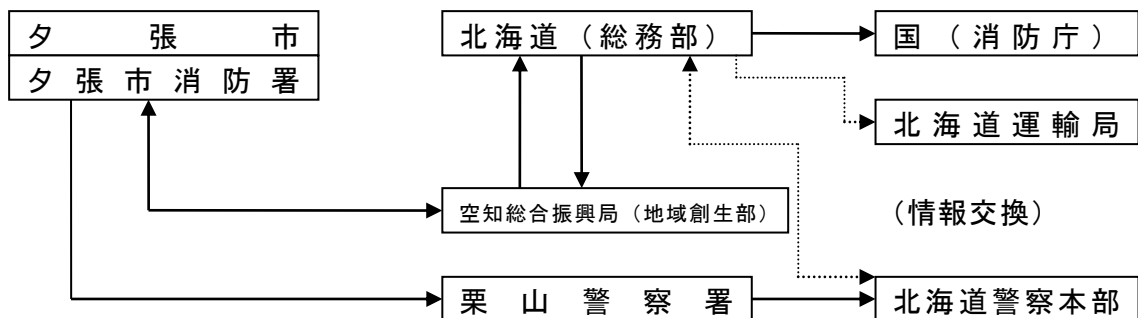 夕張市
夕張市消防署
北海道（総務部）
国（消防庁）
北海道運輸局
空知総合振興局（地域創生部）
（情報交換）
栗山警察署
北海道警察本部